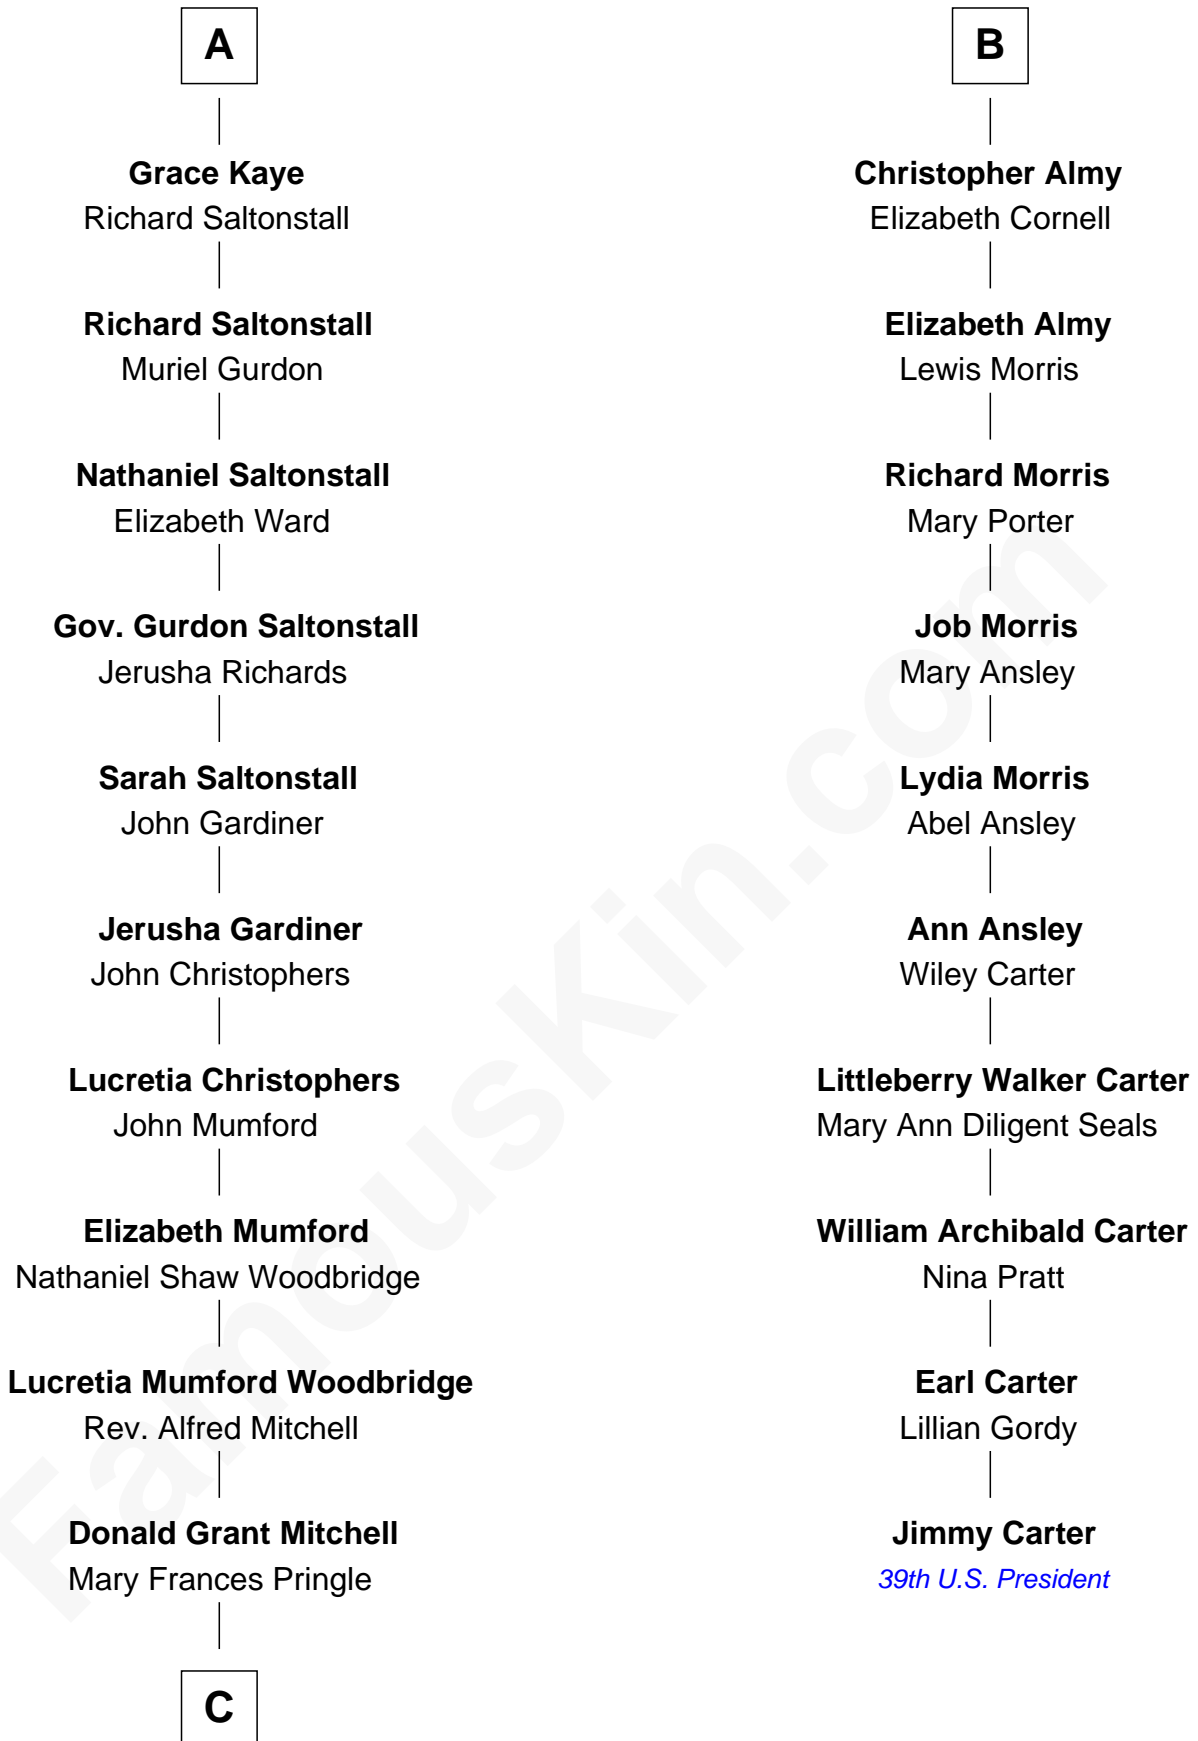 A
Grace Kaye
Richard Saltonstall
Richard Saltonstall
Muriel Gurdon
Nathaniel Saltonstall
Elizabeth Ward
Gov. Gurdon Saltonstall
Jerusha Richards
Sarah Saltonstall
John Gardiner
Jerusha Gardiner
John Christophers
Lucretia Christophers
John Mumford
Elizabeth Mumford
Nathaniel Shaw Woodbridge
Lucretia Mumford Woodbridge
Rev. Alfred Mitchell
Donald Grant Mitchell
Mary Frances Pringle
C
B
Christopher Almy
Elizabeth Cornell
Elizabeth Almy
Lewis Morris
Richard Morris
Mary Porter
Job Morris
Mary Ansley
Lydia Morris
Abel Ansley
Ann Ansley
Wiley Carter
Littleberry Walker Carter
Mary Ann Diligent Seals
William Archibald Carter
Nina Pratt
Earl Carter
Lillian Gordy
Jimmy Carter
39th U.S. President
FamousKin.com